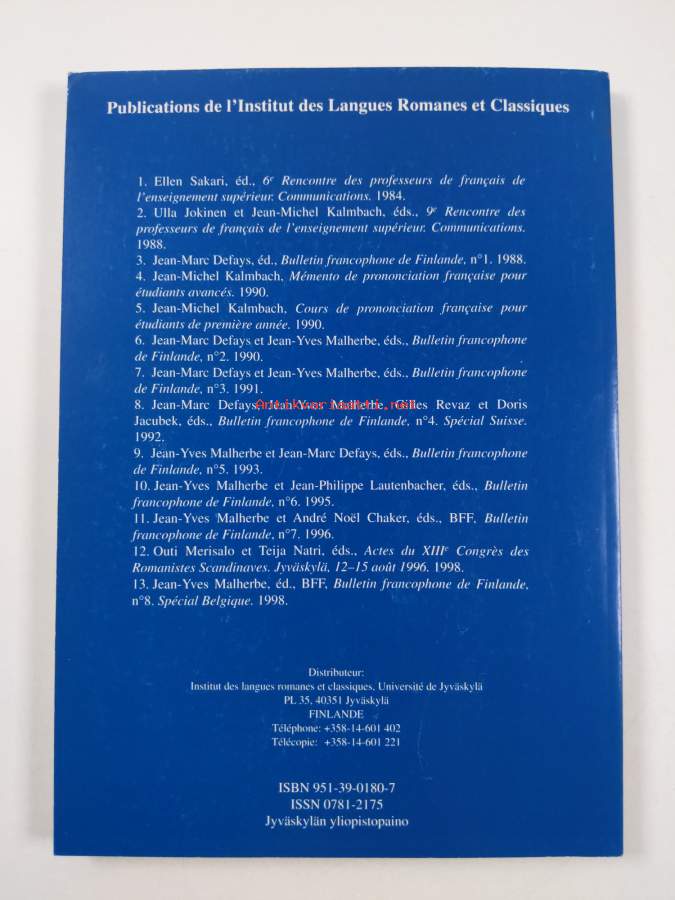 Publications de l'Institut des Langues Romanes et Classiques
1. Ellen Sakari, éd., 6e Rencontre des professeurs de français de
l'enseignement supérieur. Communications. 1984.
2. Ulla Jokinen et Jean-Michel Kalmbach, éds., 9e Rencontre des
professeurs de français de l'enseignement supérieur. Communications.
1988.
3. Jean-Marc Defays, éd., Bulletin francophone de Finlande, n°1. 1988.
4. Jean-Michel Kalmbach, Mémento de prononciation française pour
étudiants avancés. 1990.
5. Jean-Michel Kalmbach, Cours de prononciation française pour
étudiants de première année. 1990.
6. Jean-Marc Defays et Jean-Yves Malherbe, éds., Bulletin francophone
de Finlande, n°2. 1990.
7. Jean-Marc Defays et Jean-Yves Malherbe, éds., Bulletin francophone
de Finlande, n°3. 1991.
8. Jean-Marc Defays, Jean-Yves Malherbe, Gilles Revaz et Doris
Antikvariaatti.net
Jacubek, éds., Bulletin francophone de Finlande, n°4. Spécial Suisse.
1992.
9. Jean-Yves Malherbe et Jean-Marc Defays, éds., Bulletin francophone
de Finlande, n°5. 1993.
10. Jean-Yves Malherbe et Jean-Philippe Lautenbacher, éds., Bulletin
francophone de Finlande, n°6. 1995.
11. Jean-Yves Malherbe et André Noël Chaker, éds., BFF, Bulletin
francophone de Finlande, n°7. 1996.
12. Outi Merisalo et Teija Natri, éds., Actes du XIIIe Congrès des
Romanistes Scandinaves. Jyväskylä, 12–15 août 1996. 1998.
13. Jean-Yves Malherbe, éd., BFF, Bulletin francophone de Finlande,
n°8. Spécial Belgique. 1998.
Distributeur:
Institut des langues romanes et classiques, Université de Jyväskylä
PL 35, 40351 Jyväskylä
FINLANDE
Téléphone: +358-14-601 402
Télécopie: +358-14-601 221
ISBN 951-39-0180-7
ISSN 0781-2175
Jyväskylän yliopistopaino